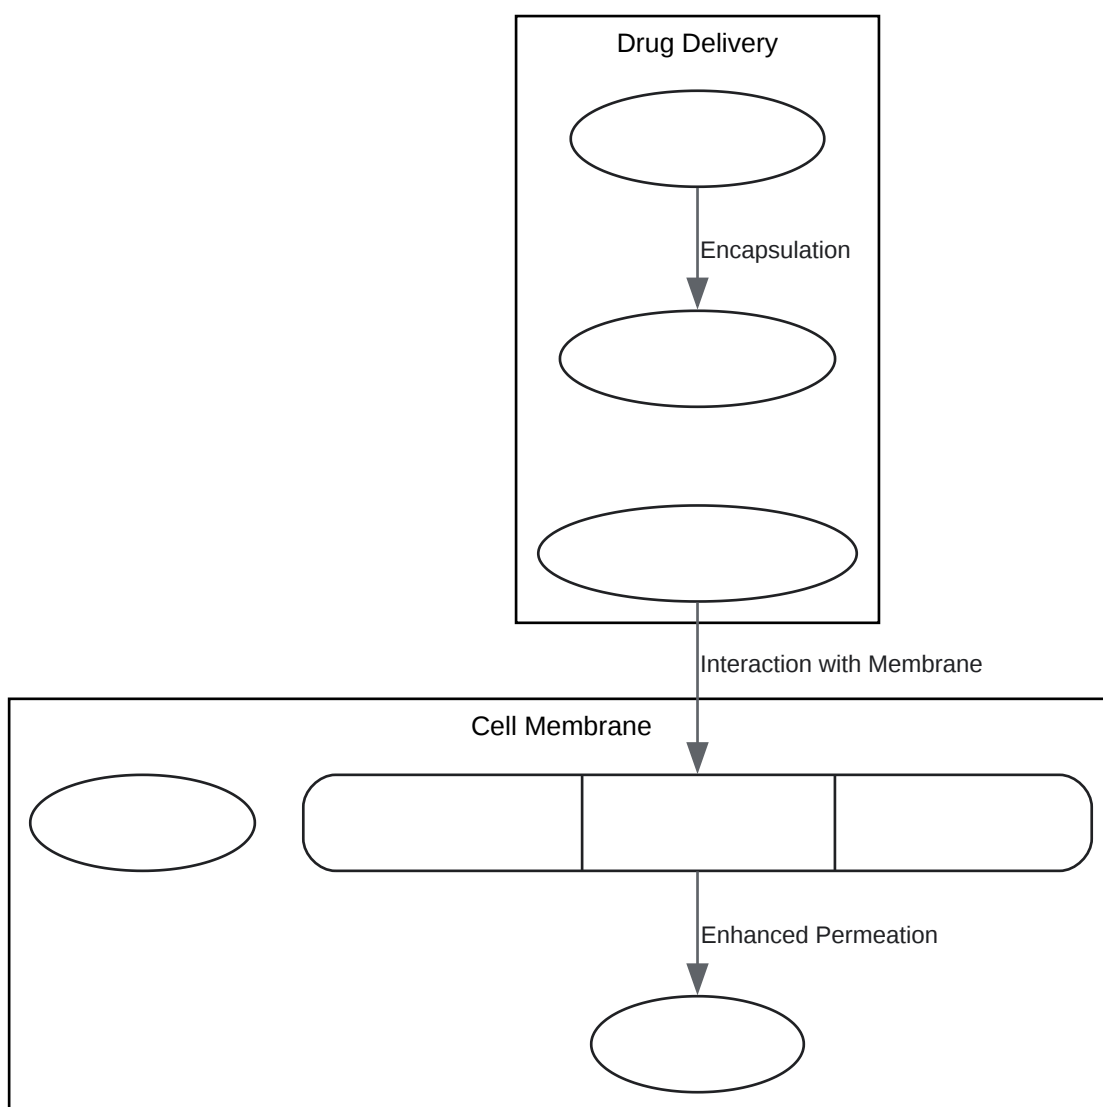 Drug Delivery
Encapsulation
Interaction with Membrane
Cell Membrane
Enhanced Permeation